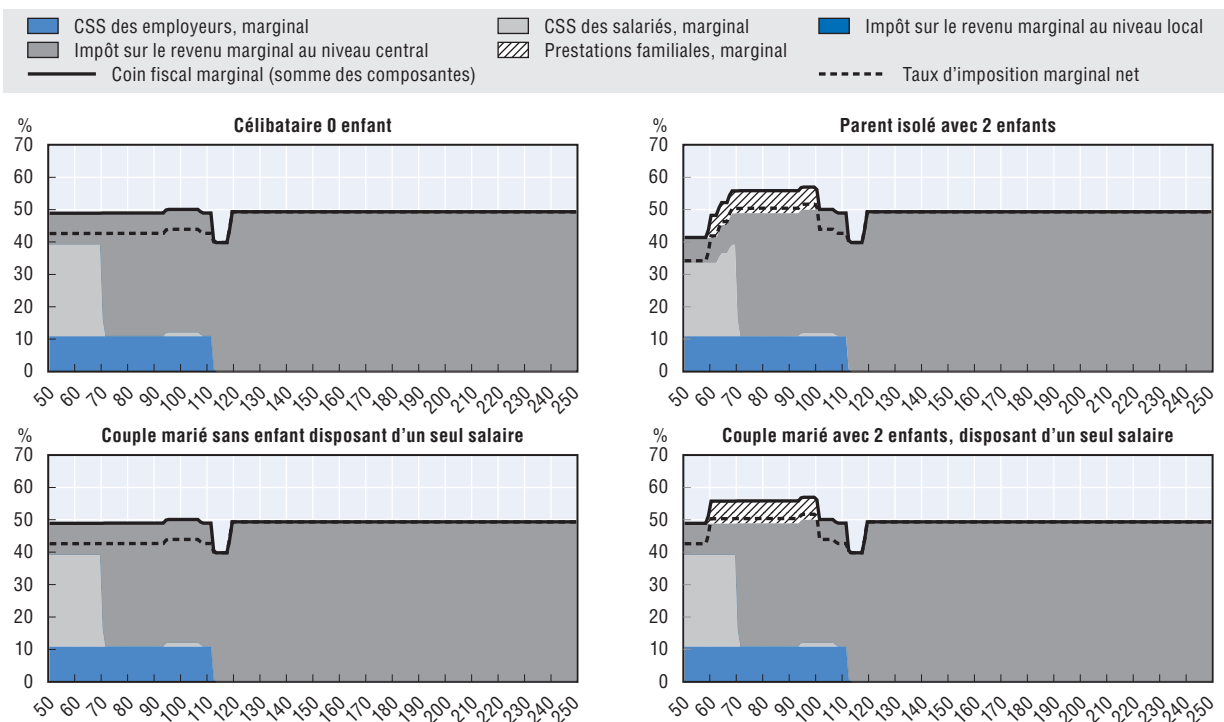 CSS des employeurs, marginal CSS des salariés, marginal Impôt sur le revenu marginal au niveau local
Impôt sur le revenu marginal au niveau central Prestations familiales, marginal
Coin fiscal marginal (somme des composantes) Taux d'imposition marginal net
% Célibataire 0 enfant
70
60
50
40
30
20
10
0
50 60 70 80 90 100 110 120 130 140 150 160 170 180 190 200 210 220 230 240 250
% Parent isolé avec 2 enfants
70
60
50
40
30
20
10
0
50 60 70 80 90 100 110 120 130 140 150 160 170 180 190 200 210 220 230 240 250
% Couple marié sans enfant disposant d'un seul salaire
70
60
50
40
30
20
10
0
50 60 70 80 90 100 110 120 130 140 150 160 170 180 190 200 210 220 230 240 250
% Couple marié avec 2 enfants, disposant d'un seul salaire
70
60
50
40
30
20
10
0
50 60 70 80 90 100 110 120 130 140 150 160 170 180 190 200 210 220 230 240 250